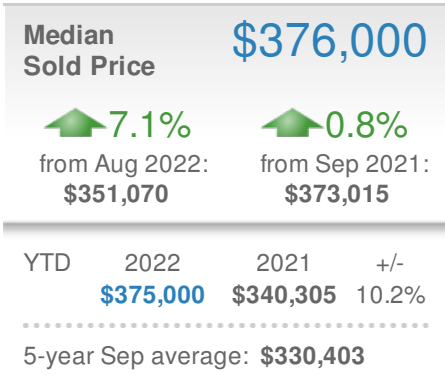 Median $376,000
Sold Price
7.1% 0.8%
from Aug 2022: from Sep 2021:
$351,070 $373,015
YTD 2022 2021 +/-
$375,000 $340,305 10.2%
5-year Sep average: $330,403